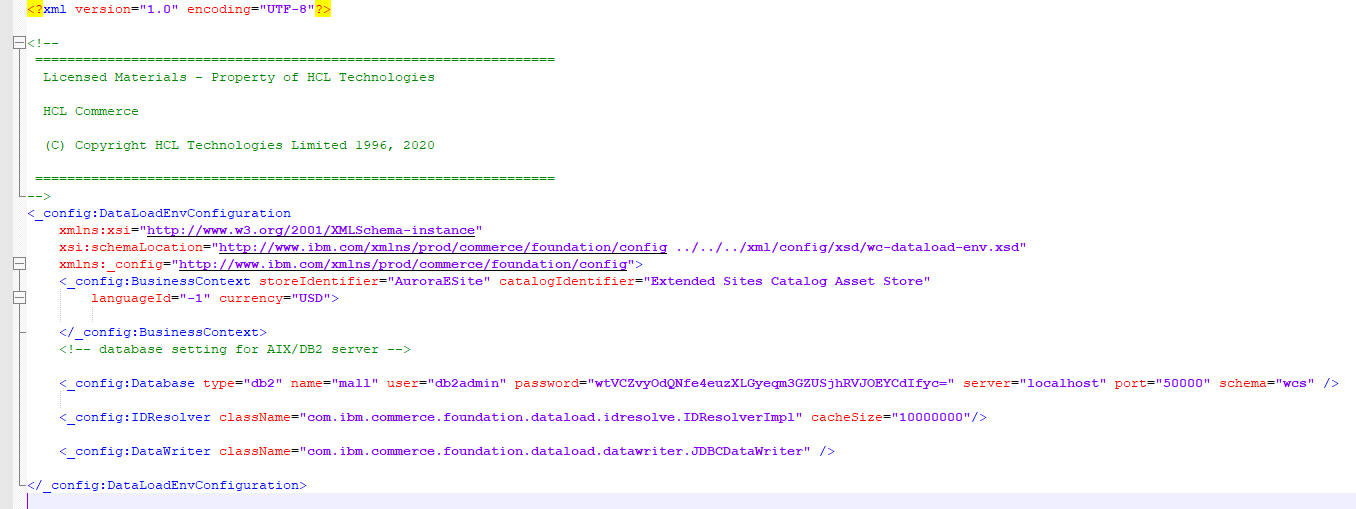 <?xml version="1.0" encoding="UTF-8"?>
<!--
=================================================================
Licensed Materials - Property of HCL Technologies
HCL Commerce
(C) Copyright HCL Technologies Limited 1996, 2020
=================================================================
-->
<_config:DataLoadEnvConfiguration
xmlns:xsi="http://www.w3.org/2001/XMLSchema-instance"
xsi:schemaLocation="http://www.ibm.com/xmlns/prod/commerce/foundation/config ../../../xml/config/xsd/wc-dataload-env.xsd"
xmlns:_config="http://www.ibm.com/xmlns/prod/commerce/foundation/config">
<_config:BusinessContext storeIdentifier="AuroraESite" catalogIdentifier="Extended Sites Catalog Asset Store"
languageId="-1" currency="USD">
</_config:BusinessContext>
<!-- database setting for AIX/DB2 server -->
<_config:Database type="db2" name="mall" user="db2admin" password="wtVCZvyOdQNfe4euzXLGyeqm3GZUSjhRVJOEYCdIfyc=" server="localhost" port="50000" schema="wcs" />
<_config:IDResolver className="com.ibm.commerce.foundation.dataload.idresolve.IDResolverImpl" cacheSize="10000000"/>
<_config:DataWriter className="com.ibm.commerce.foundation.dataload.datawriter.JDBCDataWriter" />
</_config:DataLoadEnvConfiguration>